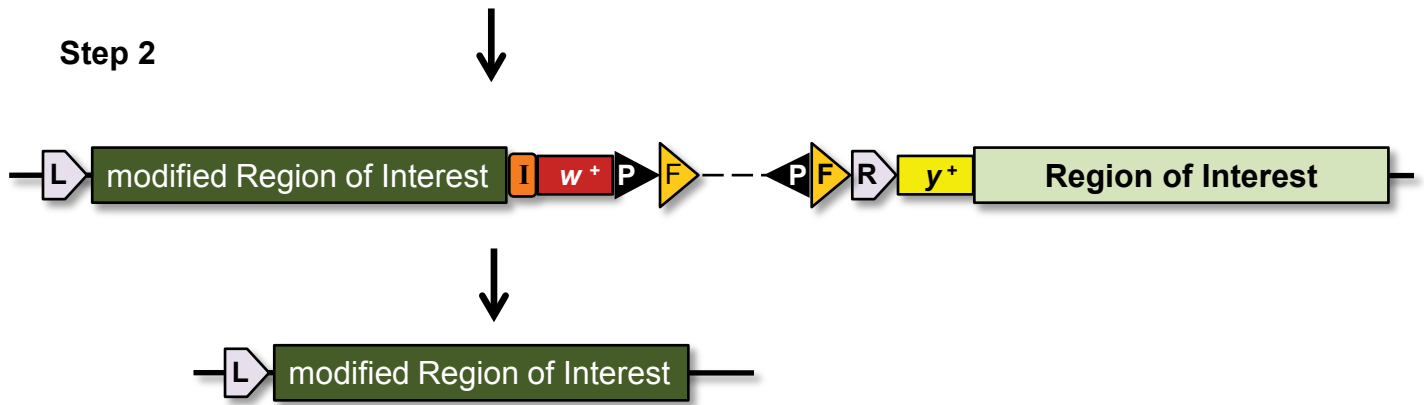 Step 2
L modified Region of Interest I w+ P F P F R y+ Region of Interest
L modified Region of Interest